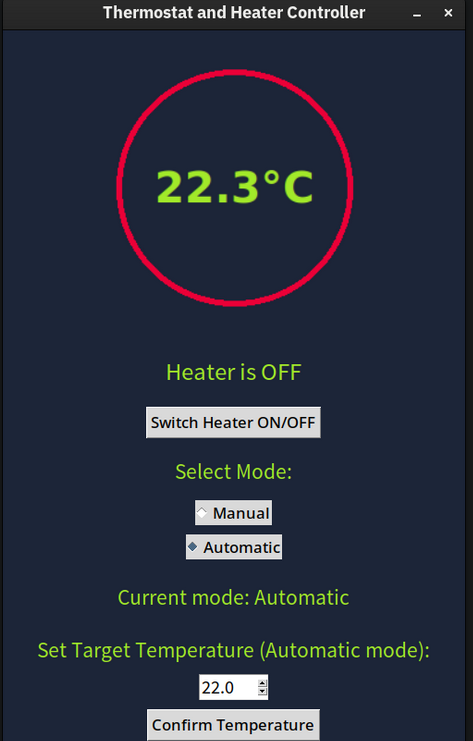 Thermostat and Heater Controller
22.3°C
Heater is OFF
Switch Heater ON/OFF
Select Mode:
Manual
Automatic
Current mode: Automatic
Set Target Temperature (Automatic mode):
22.0
Confirm Temperature